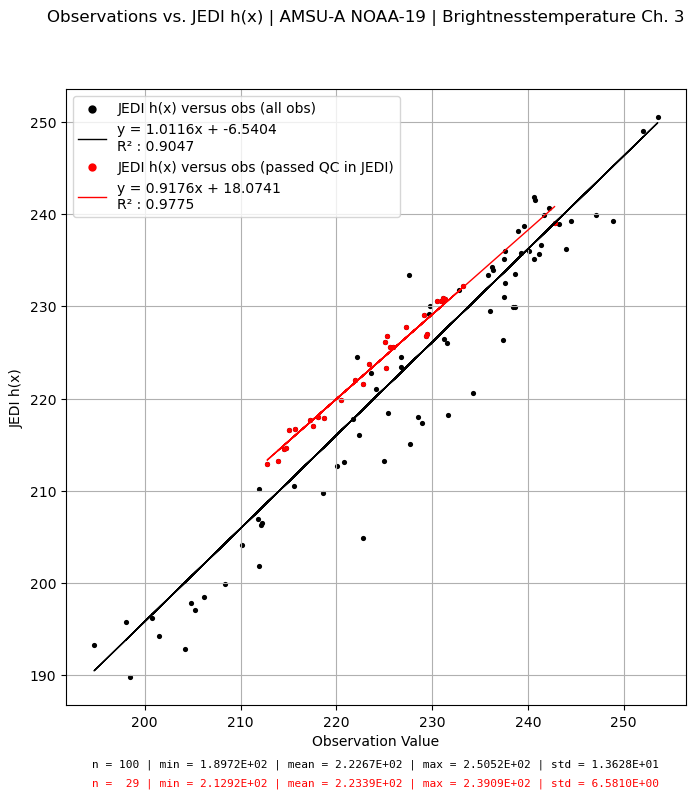 Observations vs. JEDI h(x) | AMSU-A NOAA-19 | Brightnesstemperature Ch. 3
JEDI h(x) versus obs (all obs)
y = 1.0116x + -6.5404
R² : 0.9047
JEDI h(x) versus obs (passed QC in JEDI)
y = 0.9176x + 18.0741
R² : 0.9775
250
240
230
220
210
200
190
JEDI h(x)
200 210 220 230 240 250
Observation Value
n = 100 | min = 1.8972E+02 | mean = 2.2267E+02 | max = 2.5052E+02 | std = 1.3628E+01
n =  29 | min = 2.1292E+02 | mean = 2.2339E+02 | max = 2.3909E+02 | std = 6.5810E+00